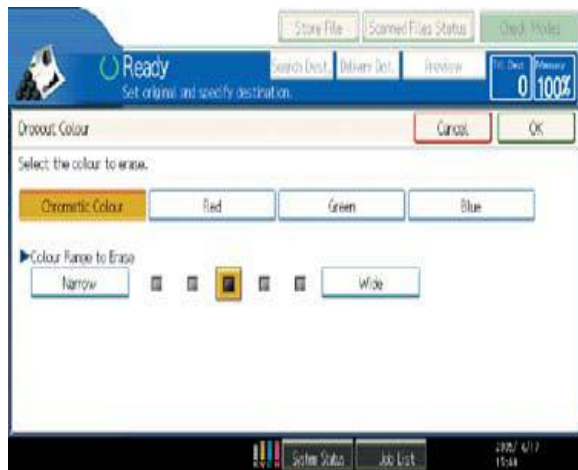 Store File Scanned Files Status Check Modes
Ready Search Dest. Delivery Dest. Preview Memory
Set original and specify destination. 0 100%
Dropout Colour Cancel OK
Select the colour to erase.
Chromatic Colour Red Green Blue
Colour Range to Erase
Narrow Wide
System Status Job List